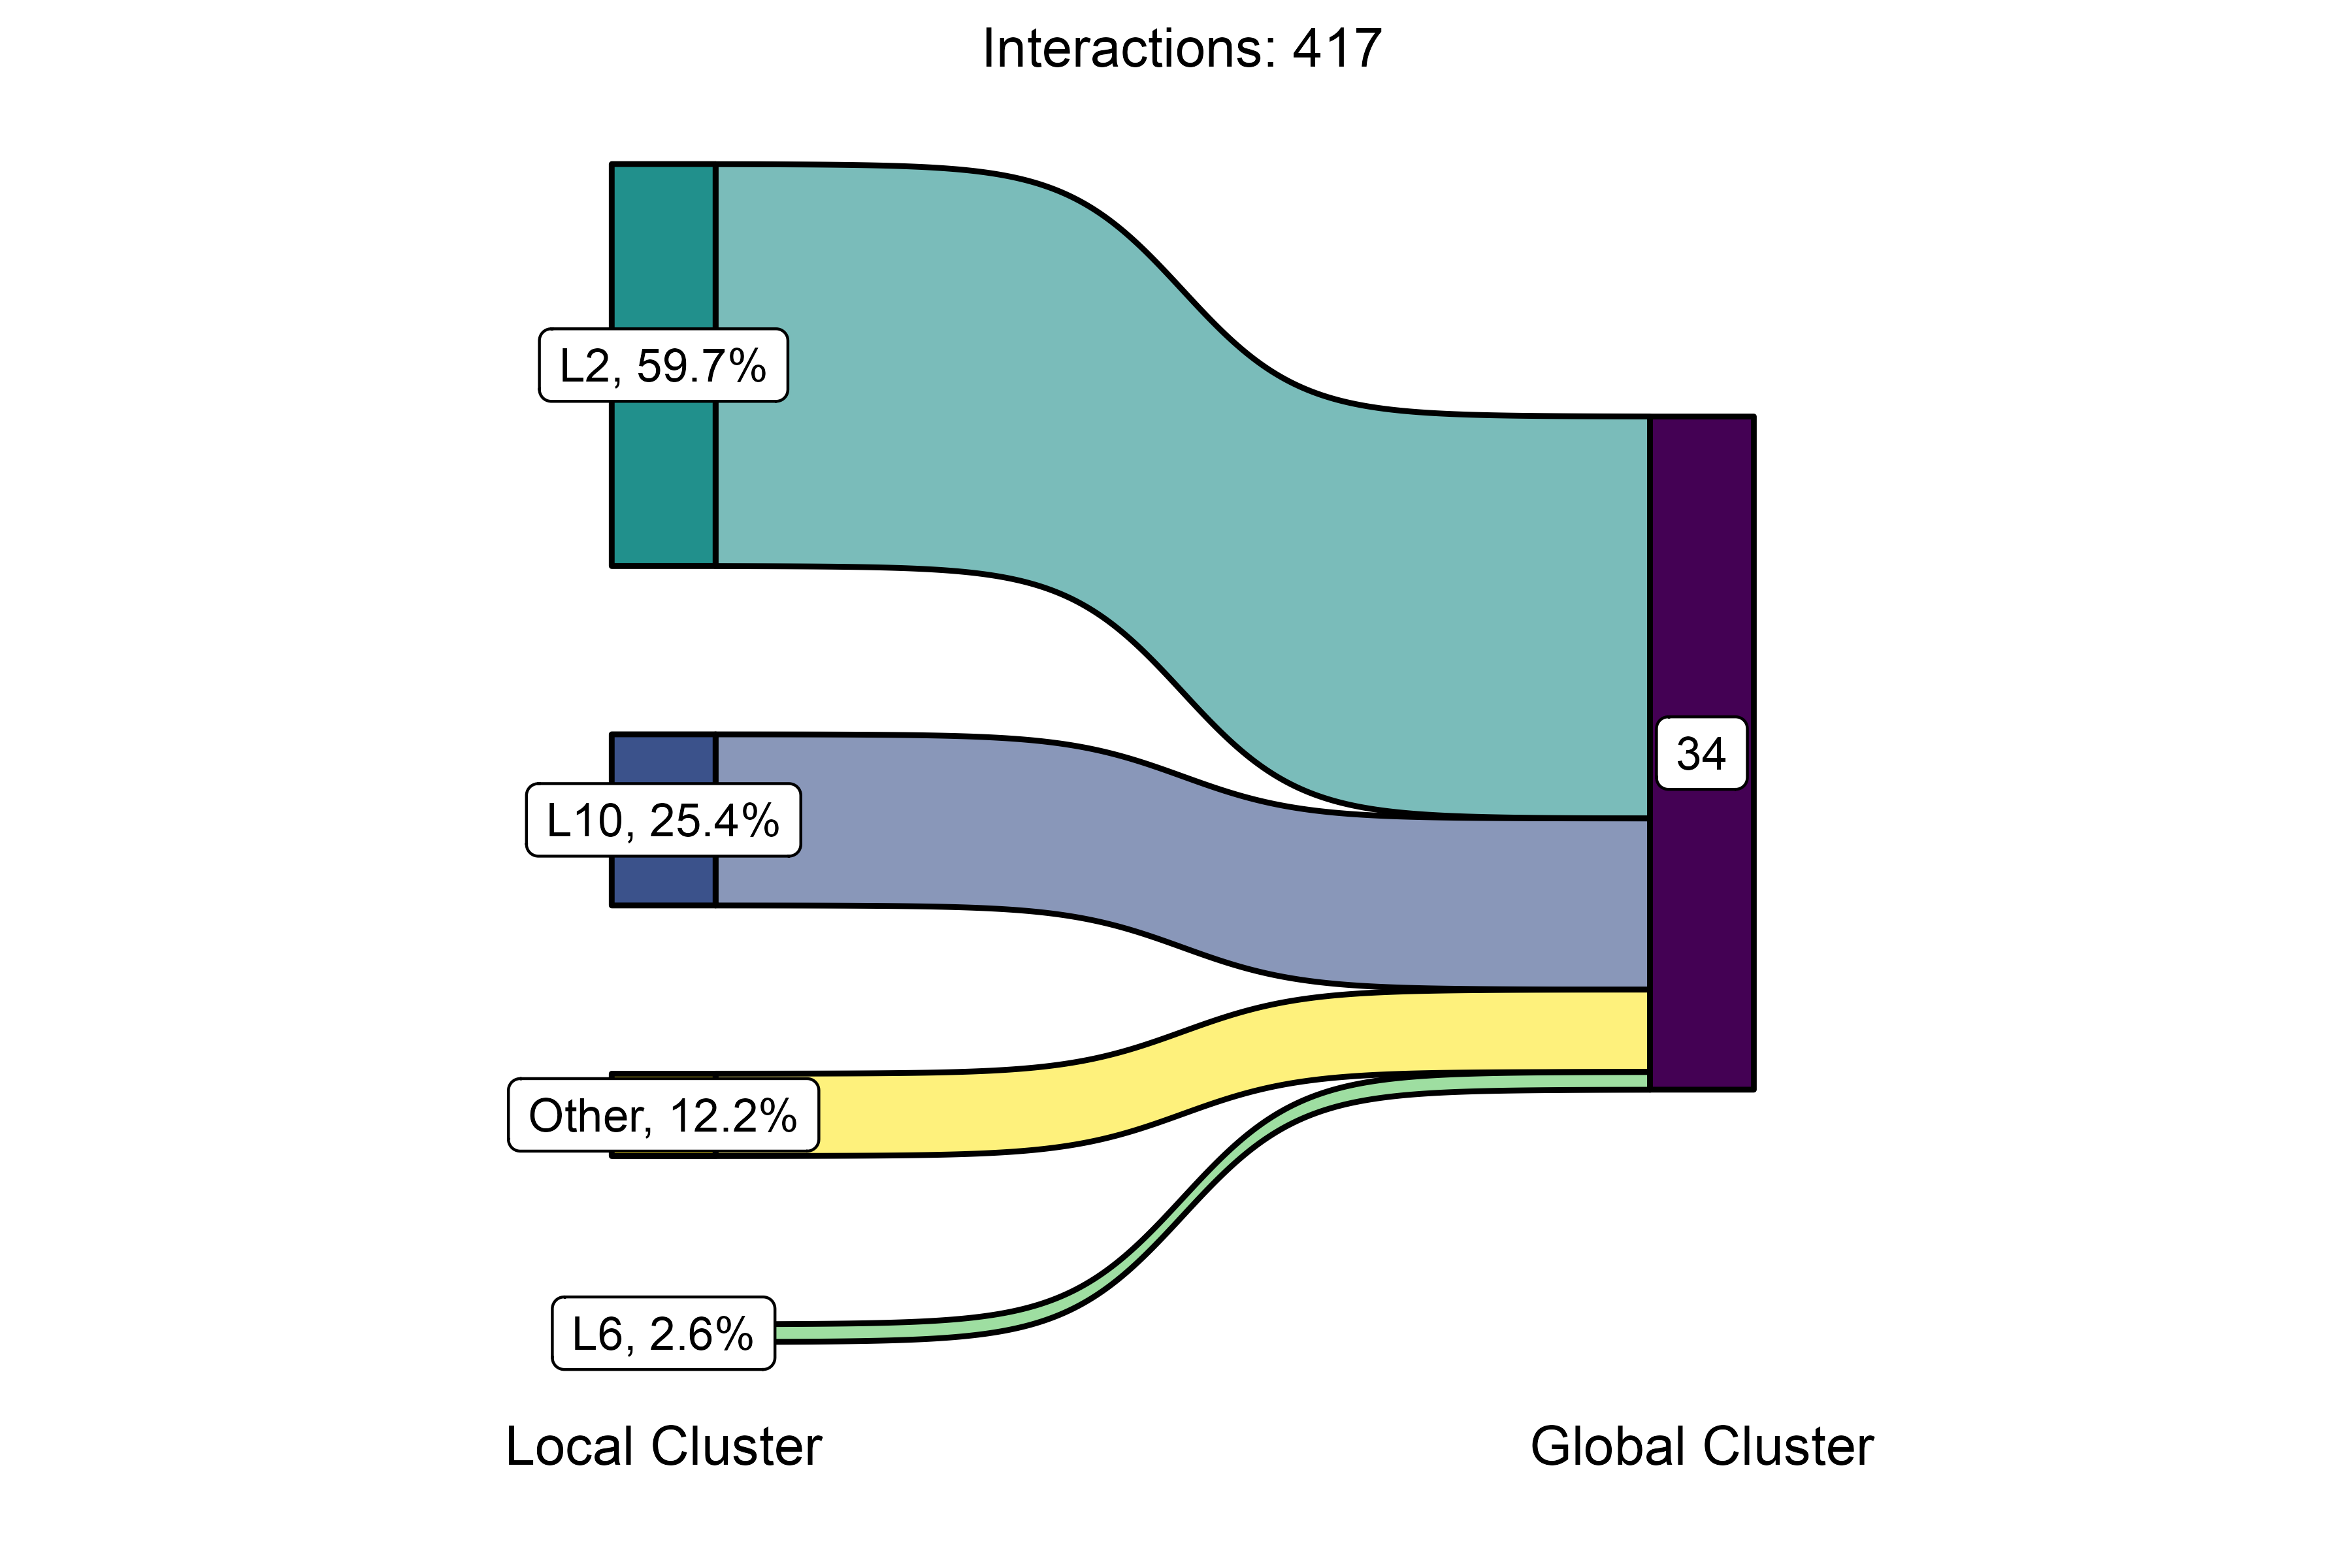 Interactions: 417
L2, 59.7%
34
L10, 25.4%
Other, 12.2%
L6, 2.6%
Local Cluster
Global Cluster